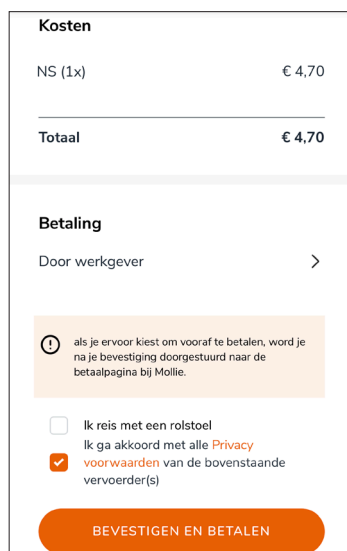 Kosten
NS (1x) € 4,70
Totaal € 4,70
Betaling
Door werkgever
als je ervoor kiest om vooraf te betalen, word je
na je bevestiging doorgestuurd naar de
betaalpagina bij Mollie.
Ik reis met een rolstoel
Ik ga akkoord met alle Privacy
voorwaarden van de bovenstaande
vervoerder(s)
BEVESTIGEN EN BETALEN